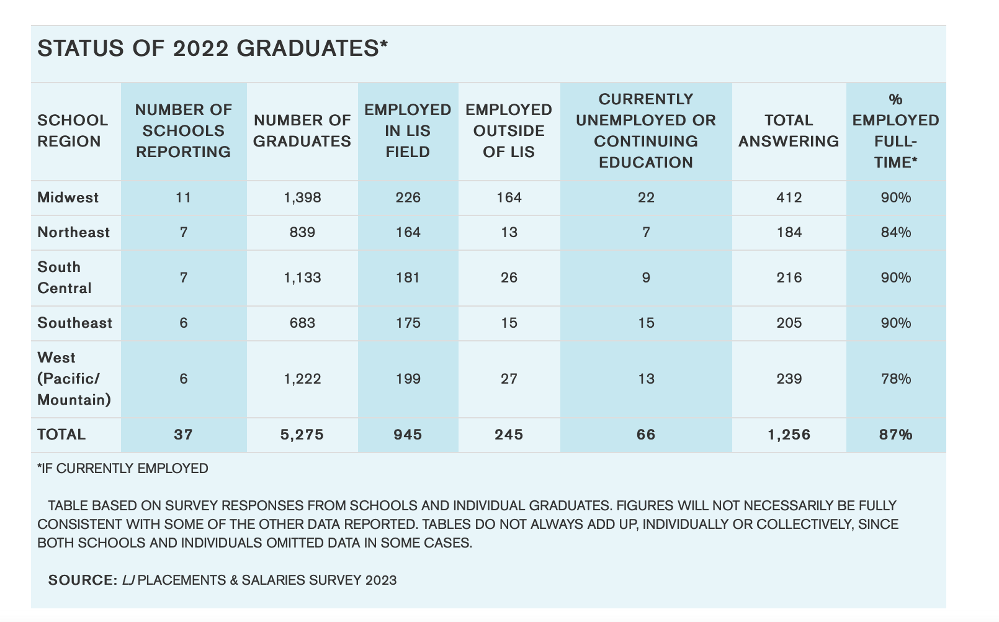 STATUS OF 2022 GRADUATES*
SCHOOL REGION | NUMBER OF SCHOOLS REPORTING | NUMBER OF GRADUATES | EMPLOYED IN LIS FIELD | EMPLOYED OUTSIDE OF LIS | CURRENTLY UNEMPLOYED OR CONTINUING EDUCATION | TOTAL ANSWERING | % EMPLOYED FULL-TIME*
Midwest | 11 | 1,398 | 226 | 164 | 22 | 412 | 90%
Northeast | 7 | 839 | 164 | 13 | 7 | 184 | 84%
South Central | 7 | 1,133 | 181 | 26 | 9 | 216 | 90%
Southeast | 6 | 683 | 175 | 15 | 15 | 205 | 90%
West (Pacific/Mountain) | 6 | 1,222 | 199 | 27 | 13 | 239 | 78%
TOTAL | 37 | 5,275 | 945 | 245 | 66 | 1,256 | 87%
*IF CURRENTLY EMPLOYED
TABLE BASED ON SURVEY RESPONSES FROM SCHOOLS AND INDIVIDUAL GRADUATES. FIGURES WILL NOT NECESSARILY BE FULLY
CONSISTENT WITH SOME OF THE OTHER DATA REPORTED. TABLES DO NOT ALWAYS ADD UP, INDIVIDUALLY OR COLLECTIVELY, SINCE
BOTH SCHOOLS AND INDIVIDUALS OMITTED DATA IN SOME CASES.
SOURCE: LJ PLACEMENTS & SALARIES SURVEY 2023